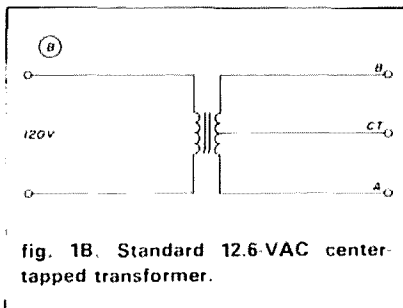 B
B
120V
CT
A
fig. 1B. Standard 12.6-VAC center-
tapped transformer.